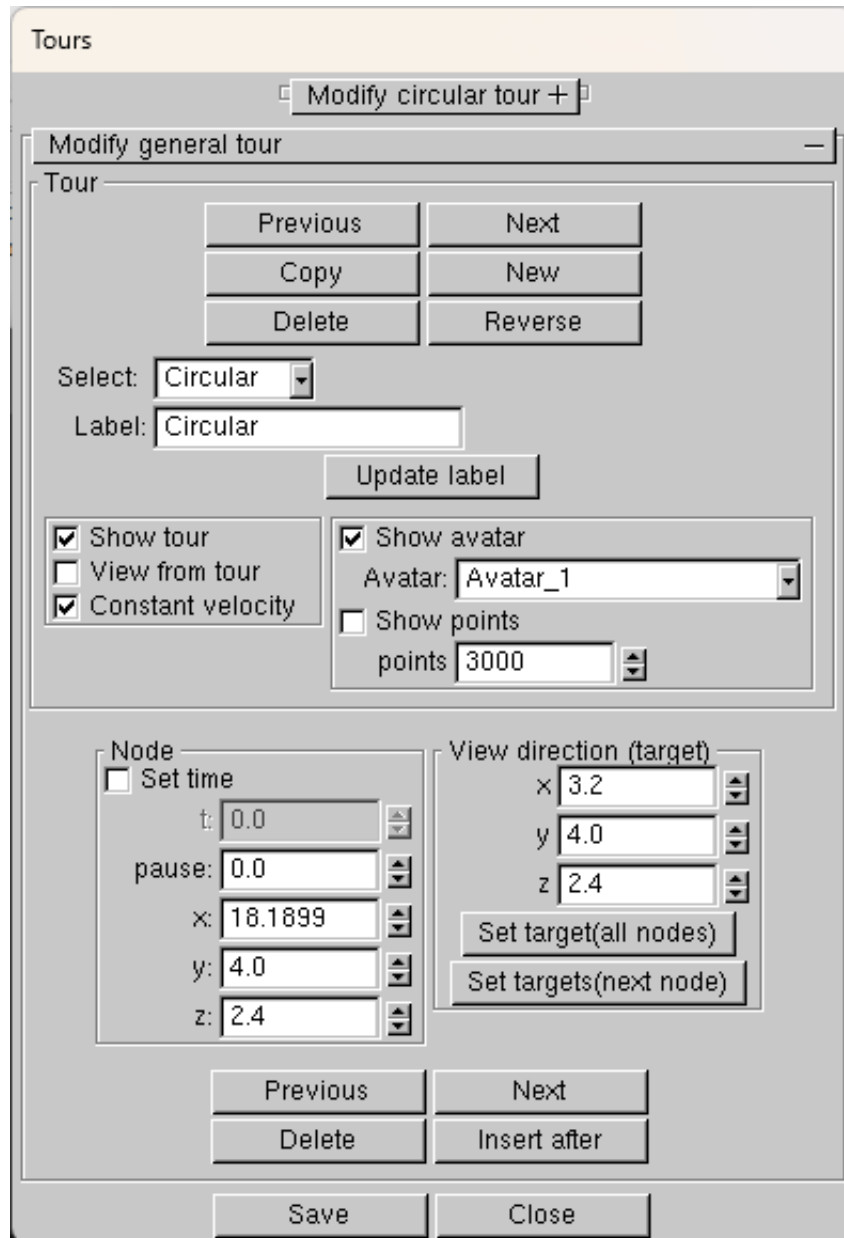 Tours
Modify circular tour +
Modify general tour −
Tour
Previous Next
Copy New
Delete Reverse
Select: Circular
Label: Circular
Update label
Show tour
View from tour
Constant velocity
Show avatar
Avatar: Avatar_1
Show points
points 3000
Node
Set time
t: 0.0
pause: 0.0
x: 18.1899
y: 4.0
z: 2.4
View direction (target)
x 3.2
y 4.0
z 2.4
Set target(all nodes)
Set targets(next node)
Previous Next
Delete Insert after
Save Close